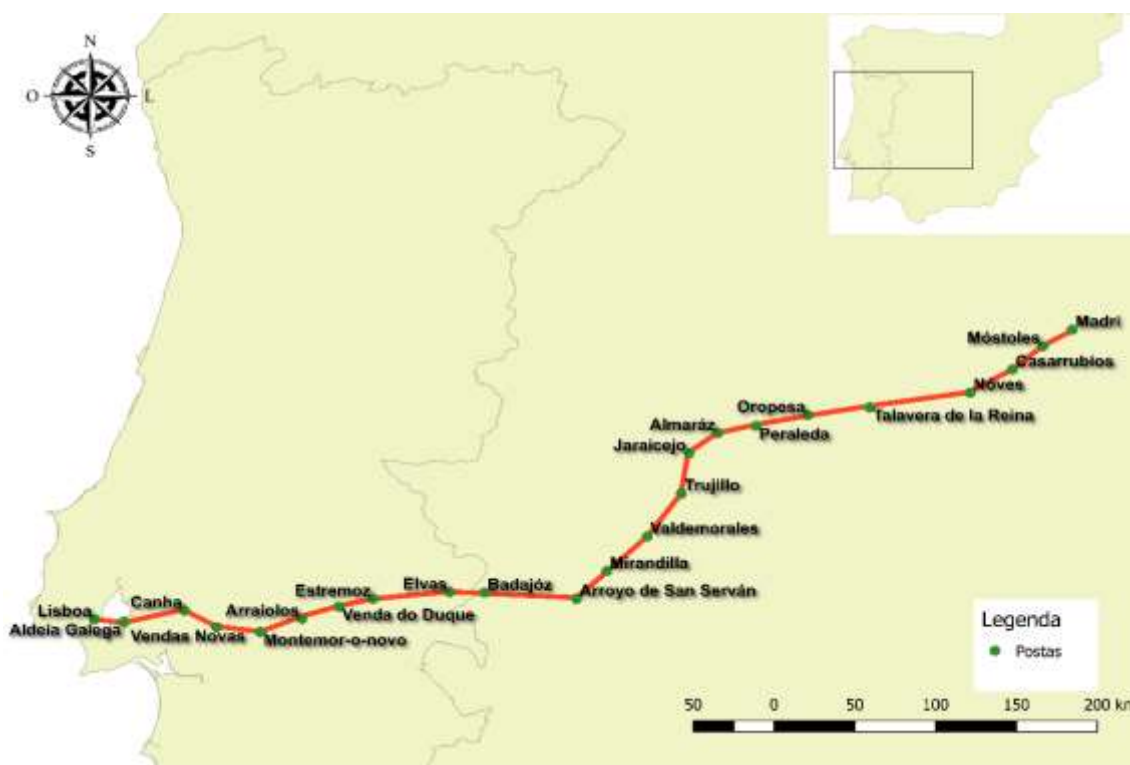 N
O
L
S
Madri
Móstoles
Casarrubios
Nóves
Oropesa
Talavera de la Reina
Almaráz
Peraleda
Jaraicejo
Trujillo
Valdemorales
Mirandilla
Estremoz
Elvas
Badajóz
Arroyo de San Serván
Canha
Arraiolos
Venda do Duque
Lisboa
Aldeia Galega
Vendas Novas
Montemor-o-novo
Legenda
Postas
50 0 50 100 150 200 km